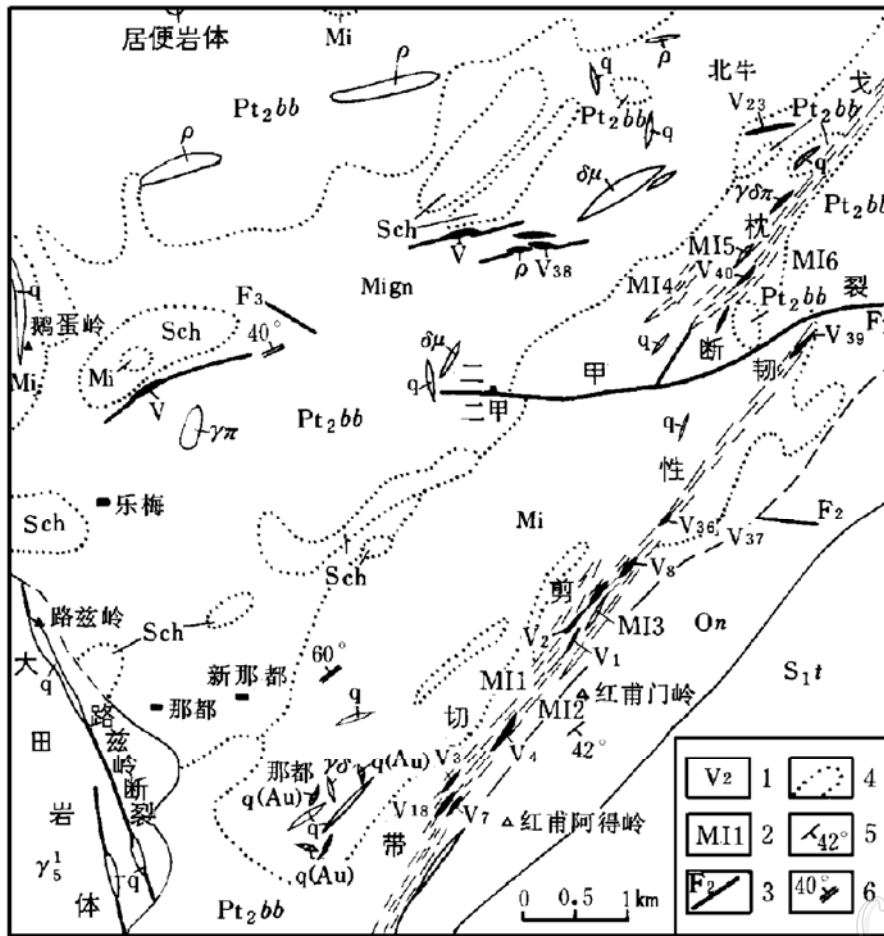 居便岩体
Mi
ρ
Pt₂bb
ρ
q
ρ
Pt₂bb
q
北牛
V₂₃
戈
Pt₂bb
q
ρ
δμ
γδπ
Pt₂bb
枕
Sch
V
ρ
V₃₈
MI5
V₄₀
MI4
MI6
Pt₂bb
裂
Mign
q
鹅蛋岭
Mi
F₃
40°
Sch
Mi
V
δμ
q
二
二甲
甲
q
断
韧
V₃₉
γπ
Pt₂bb
q
性
乐梅
Sch
Mi
F₂
V₃₆
V₃₇
Sch
V₈
剪
MI3
On
路兹岭
Sch
V₂
V₁
S₁t
大
q
60°
新那都
MI1
红甫门岭
田
路
那都
q
切
MI2
42°
兹
岭
那都
γδ
q(Au)
V₃
V₄
断
q(Au)
岩
裂
q
V₁₈
V₇
红甫阿得岭
γ₅¹
q
q(Au)
带
体
Pt₂bb
0 0.5 1 km
V₂ 1
4
MI1 2
42° 5
F₂ 3
40° 6